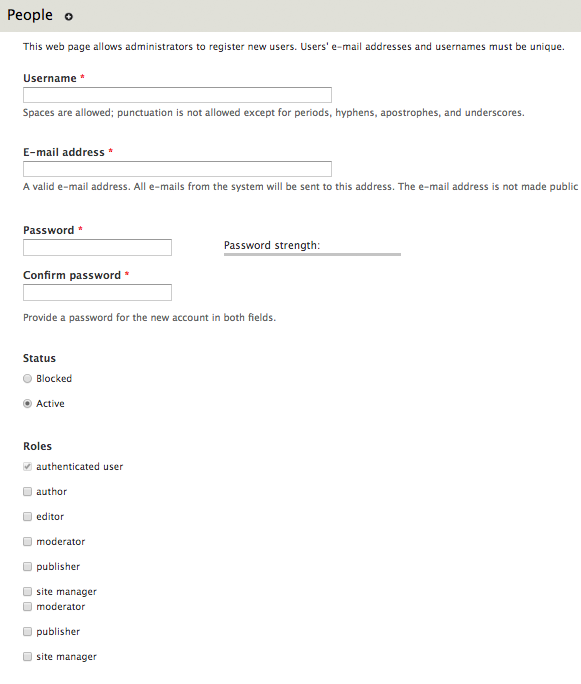 People
This web page allows administrators to register new users. Users' e-mail addresses and usernames must be unique.
Username *
Spaces are allowed; punctuation is not allowed except for periods, hyphens, apostrophes, and underscores.
E-mail address *
A valid e-mail address. All e-mails from the system will be sent to this address. The e-mail address is not made public
Password *
Password strength:
Confirm password *
Provide a password for the new account in both fields.
Status
Blocked
Active
Roles
authenticated user
author
editor
moderator
publisher
site manager
moderator
publisher
site manager